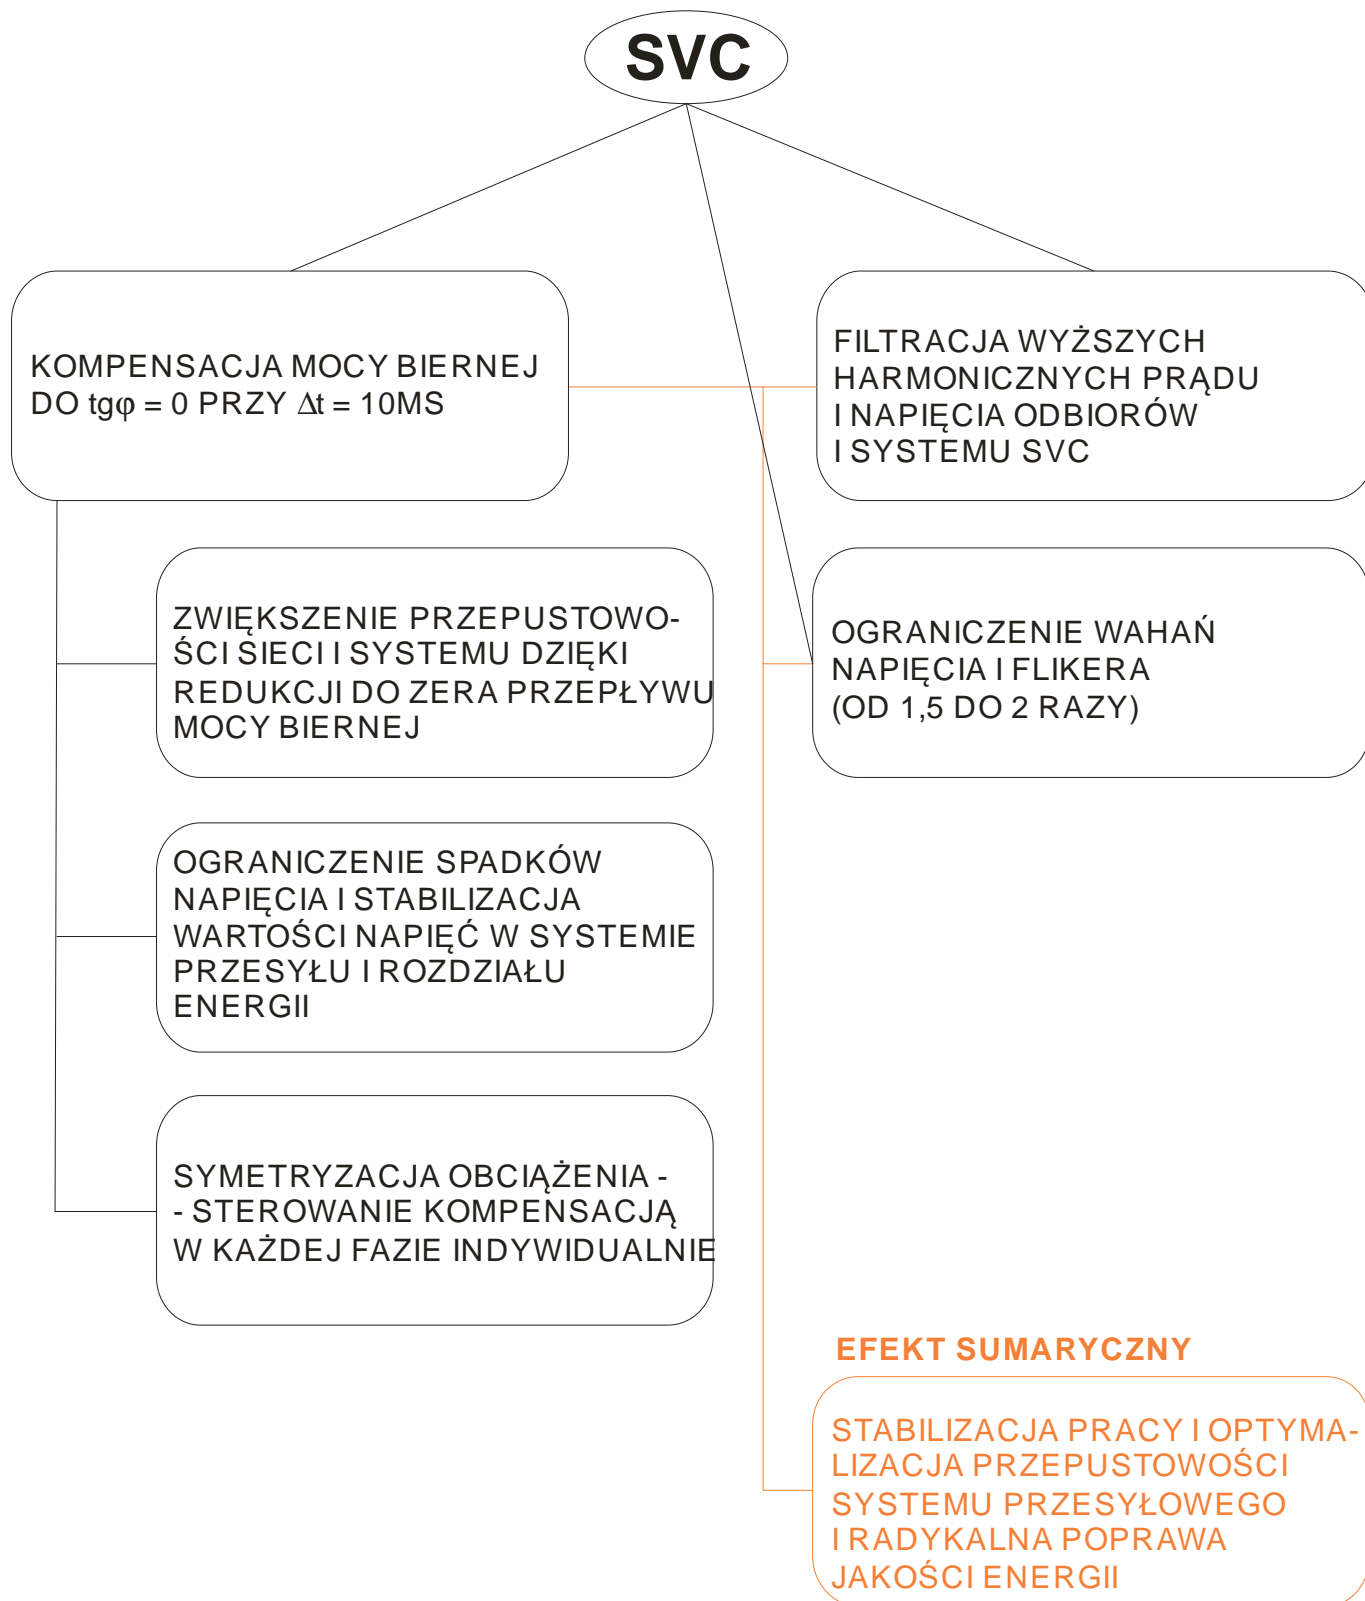 SVC
KOMPENSACJA MOCY BIERNEJ
DO tgφ = 0 PRZY Δt = 10MS
FILTRACJA WYŻSZYCH
HARMONICZNYCH PRĄDU
I NAPIĘCIA ODBIORÓW
I SYSTEMU SVC
ZWIĘKSZENIE PRZEPUSTOWO-
ŚCI SIECI I SYSTEMU DZIĘKI
REDUKCJI DO ZERA PRZEPŁYWU
MOCY BIERNEJ
OGRANICZENIE WAHAŃ
NAPIĘCIA I FLIKERA
(OD 1,5 DO 2 RAZY)
OGRANICZENIE SPADKÓW
NAPIĘCIA I STABILIZACJA
WARTOŚCI NAPIĘĆ W SYSTEMIE
PRZESYŁU I ROZDZIAŁU
ENERGII
SYMETRYZACJA OBCIĄŻENIA -
- STEROWANIE KOMPENSACJĄ
W KAŻDEJ FAZIE INDYWIDUALNIE
EFEKT SUMARYCZNY
STABILIZACJA PRACY I OPTYMA-
LIZACJA PRZEPUSTOWOŚCI
SYSTEMU PRZESYŁOWEGO
I RADYKALNA POPRAWA
JAKOŚCI ENERGII